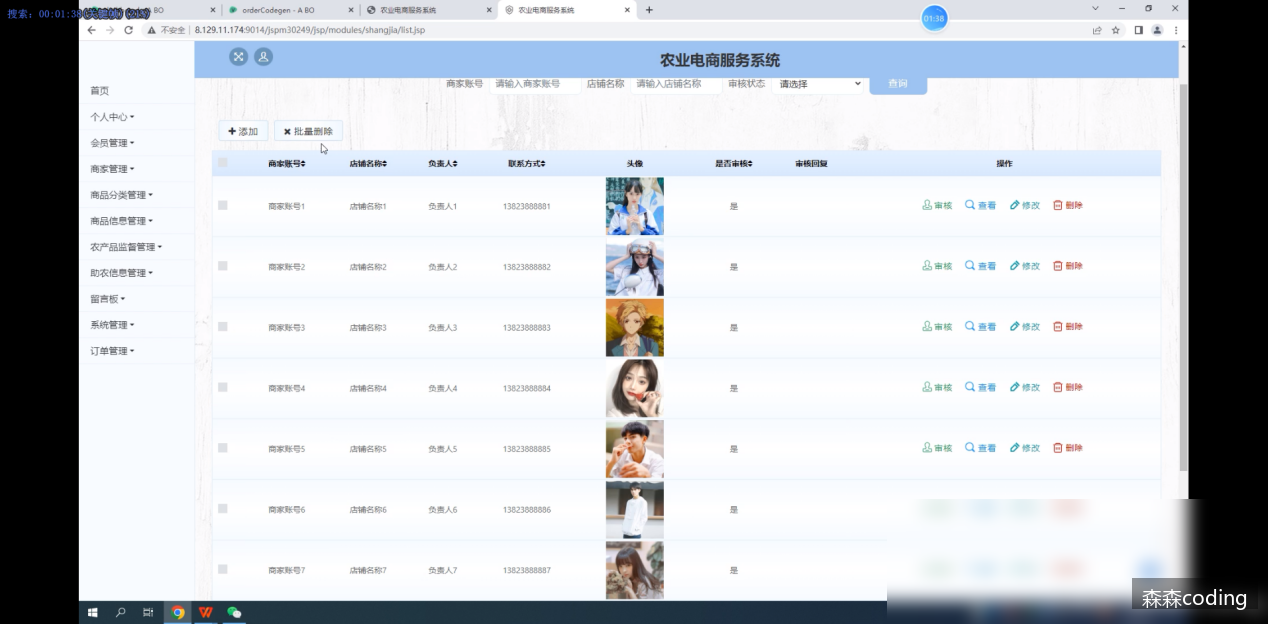 搜索: 00:01:38
orderCodegen - A BO
农业电商服务系统
农业电商服务系统
01:38
不安全 8.129.11.174:9014/jspm30249/jsp/modules/shangjia/list.jsp
农业电商服务系统
首页
个人中心
会员管理
商家管理
商品分类管理
商品信息管理
农产品监督管理
助农信息管理
留言板
系统管理
订单管理
商家账号 请输入商家账号 店铺名称 请输入店铺名称 审核状态 请选择 查询
添加 批量删除
商家账号 店铺名称 负责人 联系方式 头像 是否审核 审核回复 操作
商家账号1 店铺名称1 负责人1 13823888881 是 审核 查看 修改 删除
商家账号2 店铺名称2 负责人2 13823888882 是 审核 查看 修改 删除
商家账号3 店铺名称3 负责人3 13823888883 是 审核 查看 修改 删除
商家账号4 店铺名称4 负责人4 13823888884 是 审核 查看 修改 删除
商家账号5 店铺名称5 负责人5 13823888885 是 审核 查看 修改 删除
商家账号6 店铺名称6 负责人6 13823888886 是
商家账号7 店铺名称7 负责人7 13823888887 是
森森coding